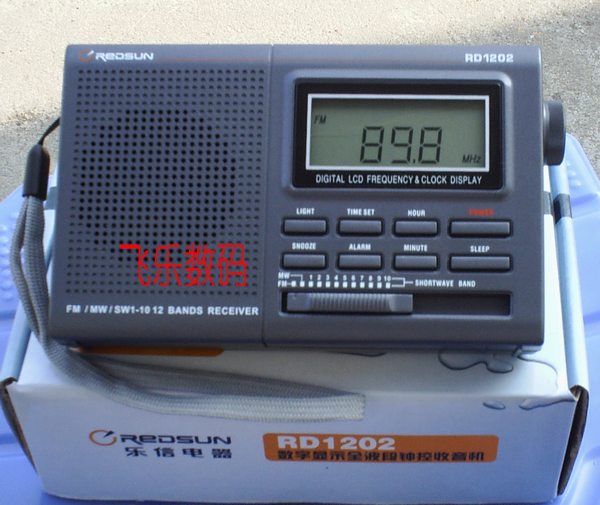 REDSUN
RD1202
FM
89.8
MHz
DIGITAL LCD FREQUENCY & CLOCK DISPLAY
LIGHT TIME SET HOUR POWER
SNOOZE ALARM MINUTE SLEEP
MW 1 2 3 4 5 6 7 8 9 10
FM SHORTWAVE BAND
飞乐数码
FM / MW / SW1-10 12 BANDS RECEIVER
REDSUN
乐信电器
RD1202
数字显示全波段钟控收音机